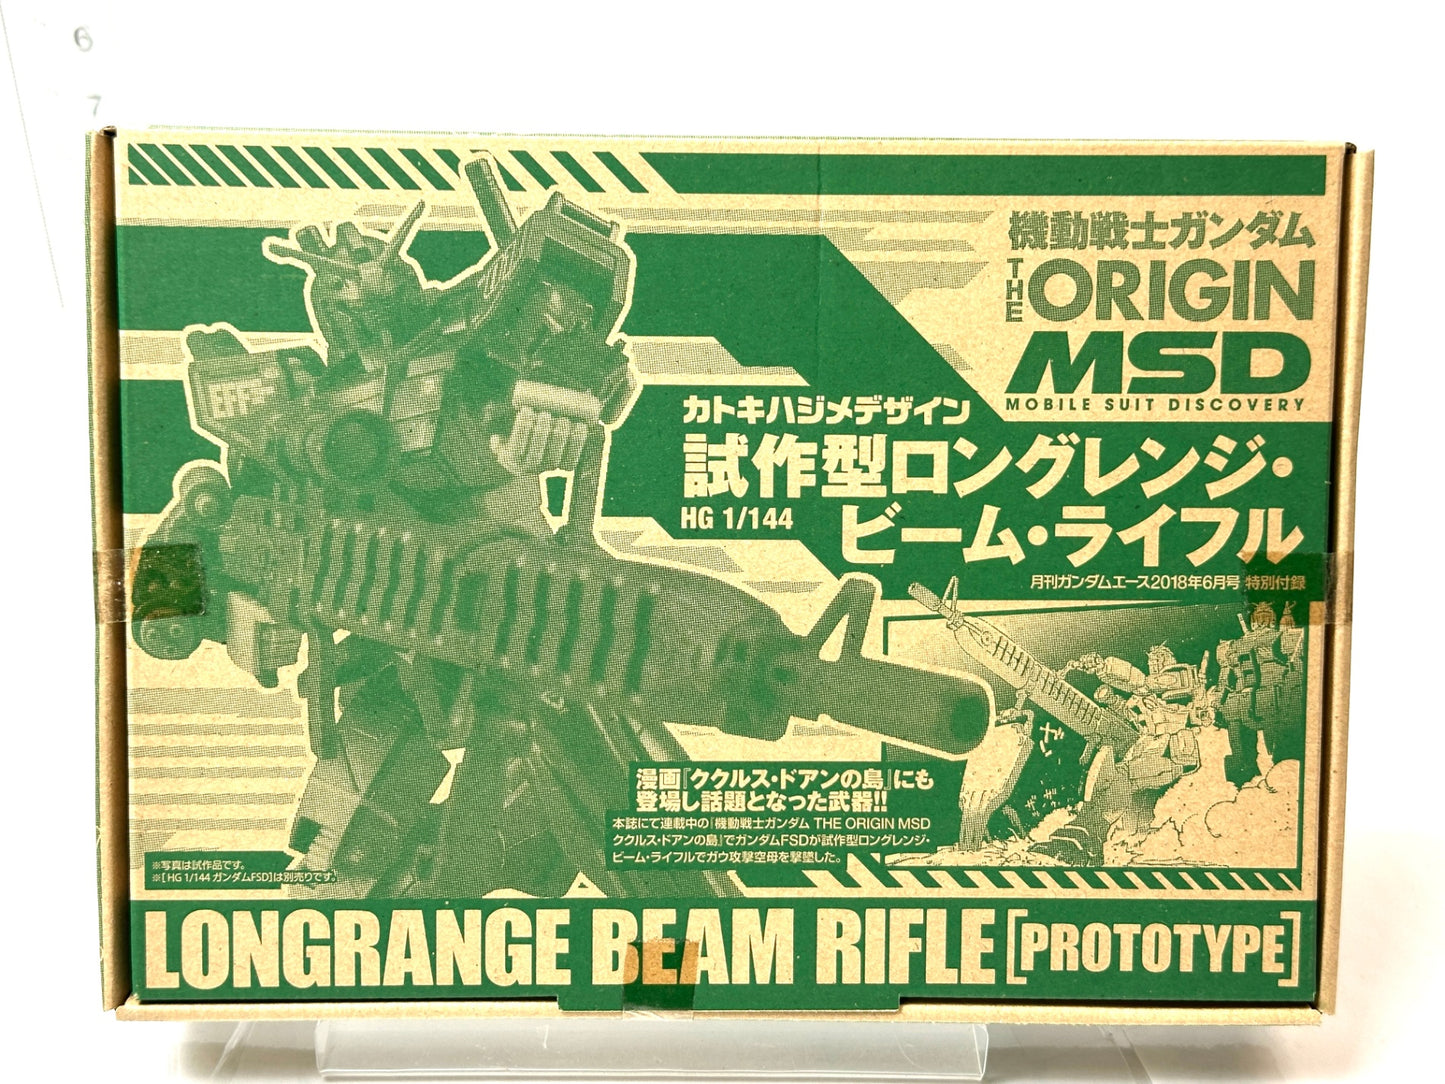 6
7
機動戦士ガンダム
THE
ORIGIN
MSD
MOBILE SUIT DISCOVERY
カトキハジメデザイン
試作型ロングレンジ・
HG 1/144
ビーム・ライフル
月刊ガンダムエース2018年6月号 特別付録
EFF
漫画『ククルス・ドアンの島』にも
登場し話題となった武器!!
本誌にて連載中の『機動戦士ガンダム THE ORIGIN MSD
ククルス・ドアンの島』でガンダムFSDが試作型ロングレンジ・
ビーム・ライフルでガウ攻撃空母を撃墜した。
※写真は試作品です。
※[HG 1/144 ガンダムFSD]は別売りです。
LONGRANGE BEAM RIFLE [PROTOTYPE]